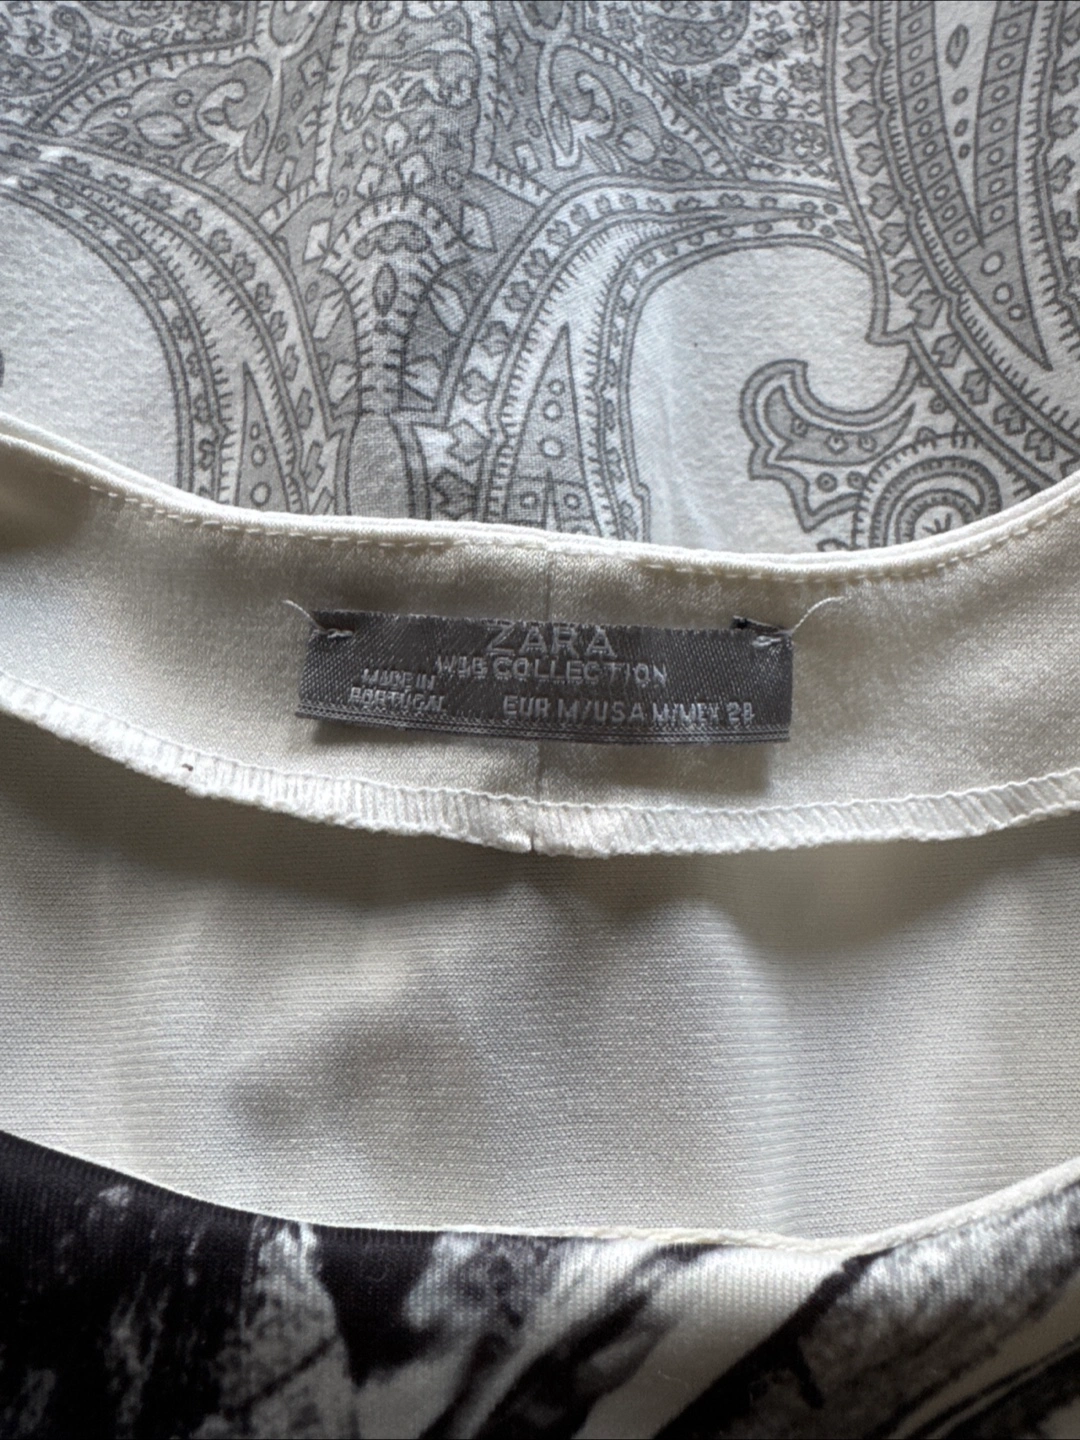 ZARA
W&B COLLECTION
MADE IN
PORTUGAL
EUR M/USA M/MEX 28